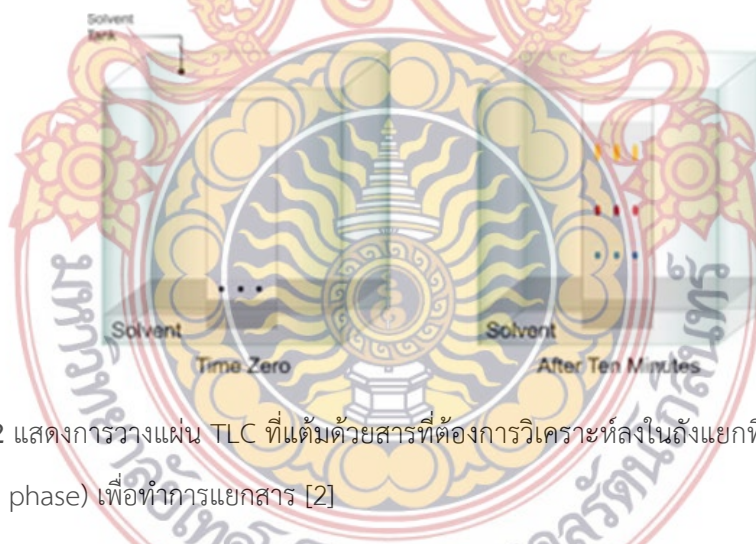 Solvent
Tank
Solvent
Time Zero
Solvent
After Ten Minutes
2 แสดงการวางแผ่น TLC ที่แต้มด้วยสารที่ต้องการวิเคราะห์ลงในถังแยกที่
phase) เพื่อทำการแยกสาร [2]